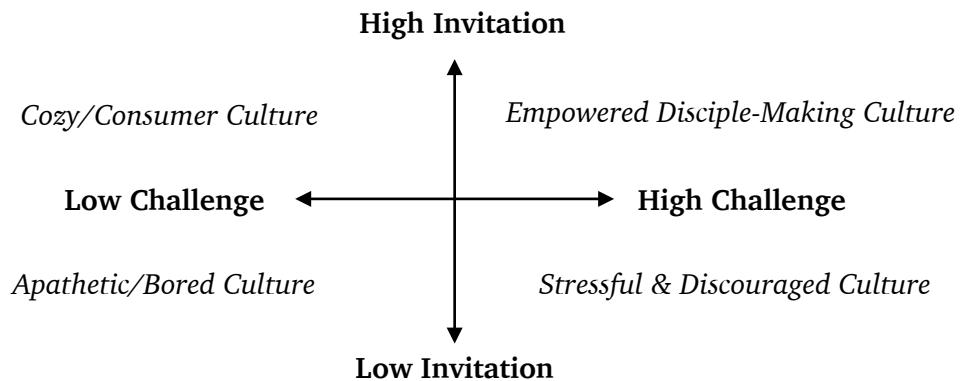 High Invitation
Cozy/Consumer Culture
Empowered Disciple-Making Culture
Low Challenge
High Challenge
Apathetic/Bored Culture
Stressful & Discouraged Culture
Low Invitation